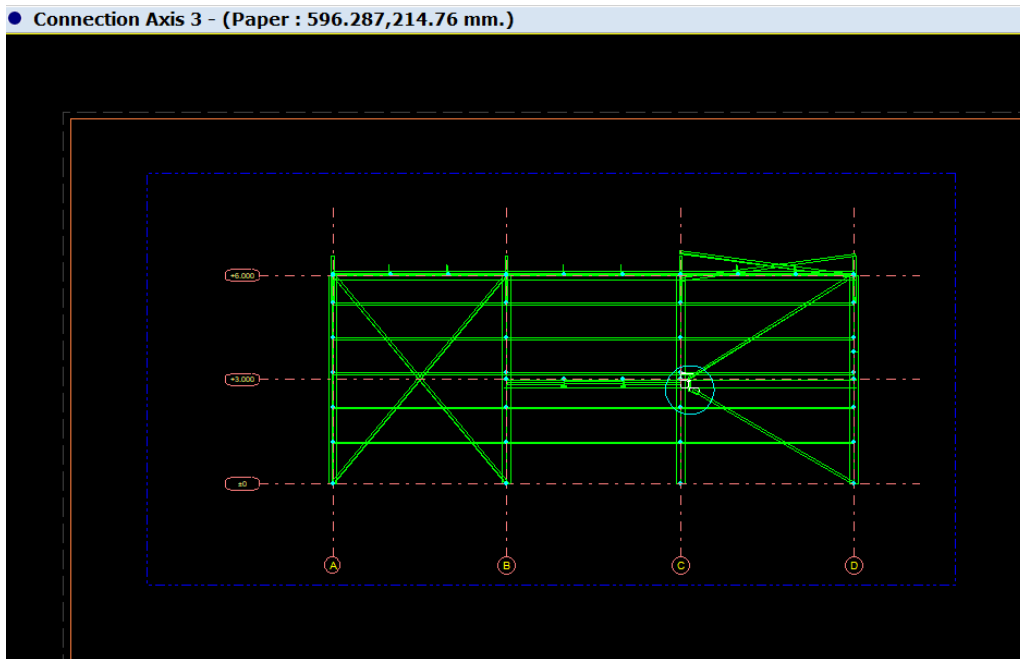 Connection Axis 3 - (Paper : 596.287,214.76 mm.)
+6.000
+3.000
±0
A B C D